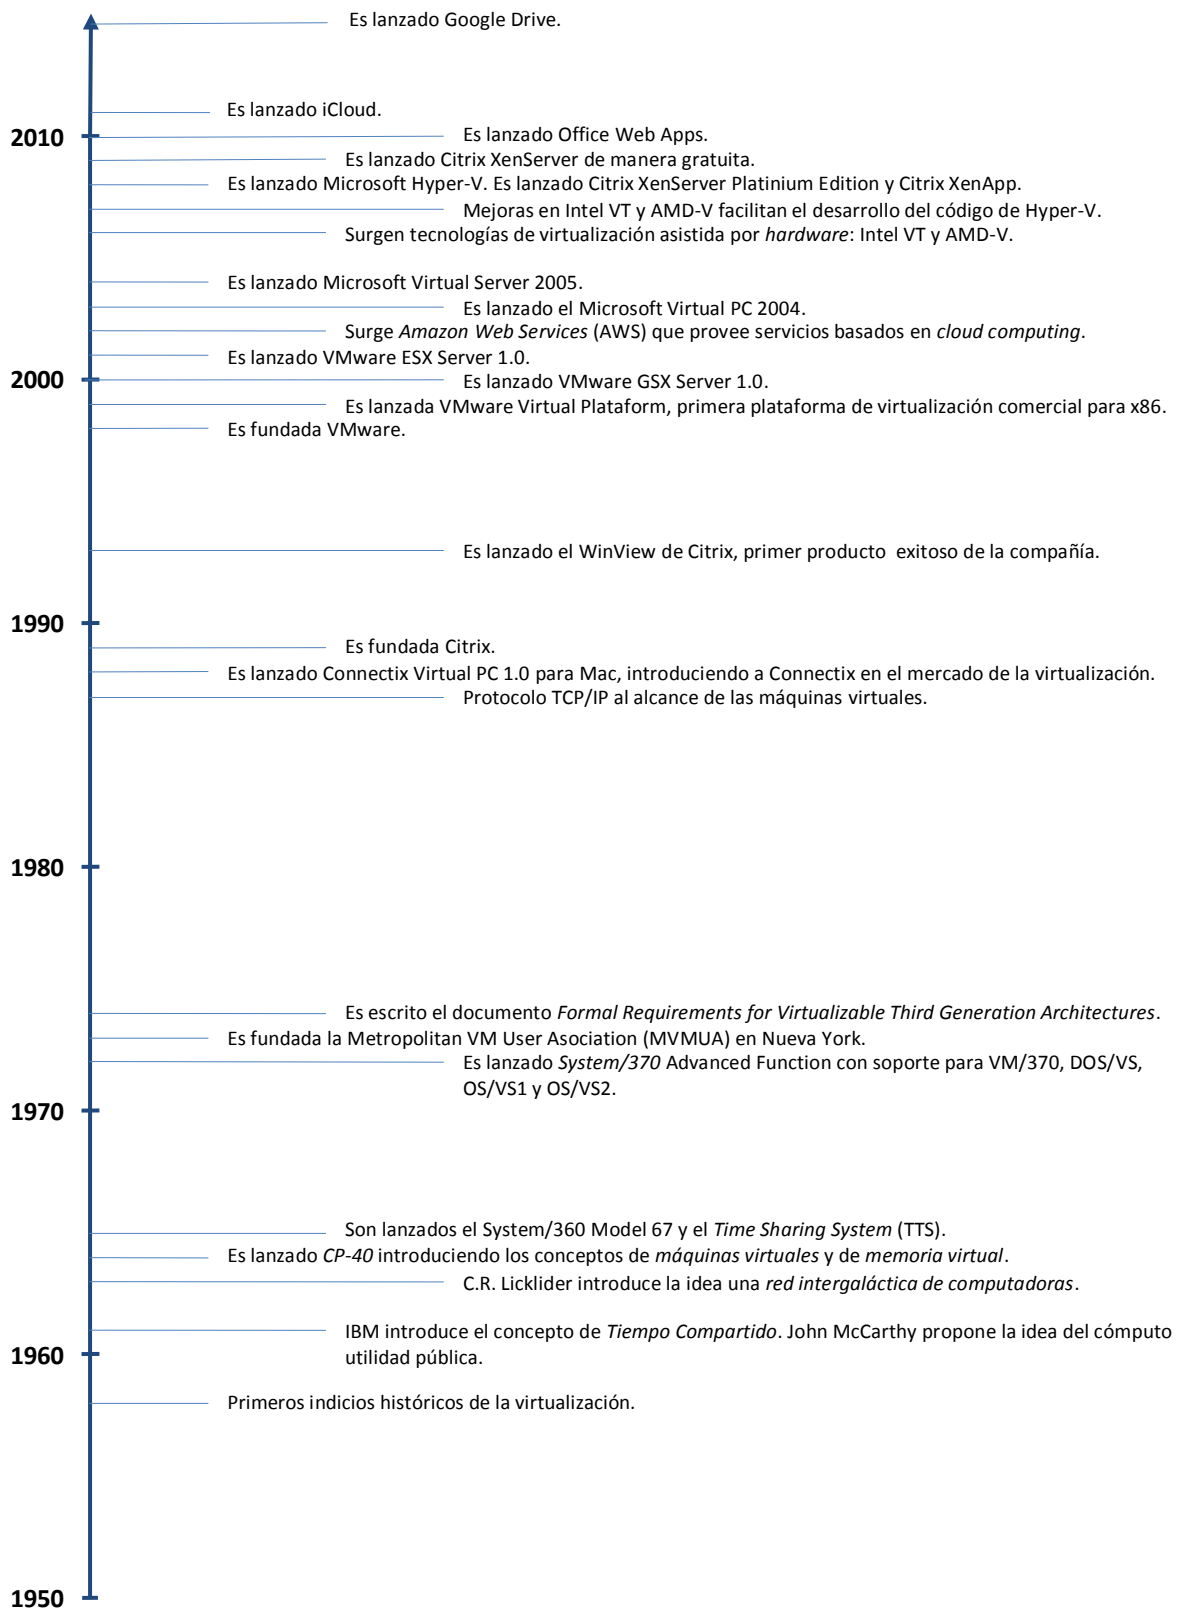 Es lanzado Google Drive.
Es lanzado iCloud.
2010
Es lanzado Office Web Apps.
Es lanzado Citrix XenServer de manera gratuita.
Es lanzado Microsoft Hyper-V. Es lanzado Citrix XenServer Platinium Edition y Citrix XenApp.
Mejoras en Intel VT y AMD-V facilitan el desarrollo del código de Hyper-V.
Surgen tecnologías de virtualización asistida por hardware: Intel VT y AMD-V.
Es lanzado Microsoft Virtual Server 2005.
Es lanzado el Microsoft Virtual PC 2004.
Surge Amazon Web Services (AWS) que provee servicios basados en cloud computing.
Es lanzado VMware ESX Server 1.0.
2000
Es lanzado VMware GSX Server 1.0.
Es lanzada VMware Virtual Plataform, primera plataforma de virtualización comercial para x86.
Es fundada VMware.
Es lanzado el WinView de Citrix, primer producto exitoso de la compañía.
1990
Es fundada Citrix.
Es lanzado Connectix Virtual PC 1.0 para Mac, introduciendo a Connectix en el mercado de la virtualización.
Protocolo TCP/IP al alcance de las máquinas virtuales.
1980
Es escrito el documento Formal Requirements for Virtualizable Third Generation Architectures.
Es fundada la Metropolitan VM User Asociation (MVMUA) en Nueva York.
Es lanzado System/370 Advanced Function con soporte para VM/370, DOS/VS,
OS/VS1 y OS/VS2.
1970
Son lanzados el System/360 Model 67 y el Time Sharing System (TTS).
Es lanzado CP-40 introduciendo los conceptos de máquinas virtuales y de memoria virtual.
C.R. Licklider introduce la idea una red intergaláctica de computadoras.
IBM introduce el concepto de Tiempo Compartido. John McCarthy propone la idea del cómputo
utilidad pública.
1960
Primeros indicios históricos de la virtualización.
1950